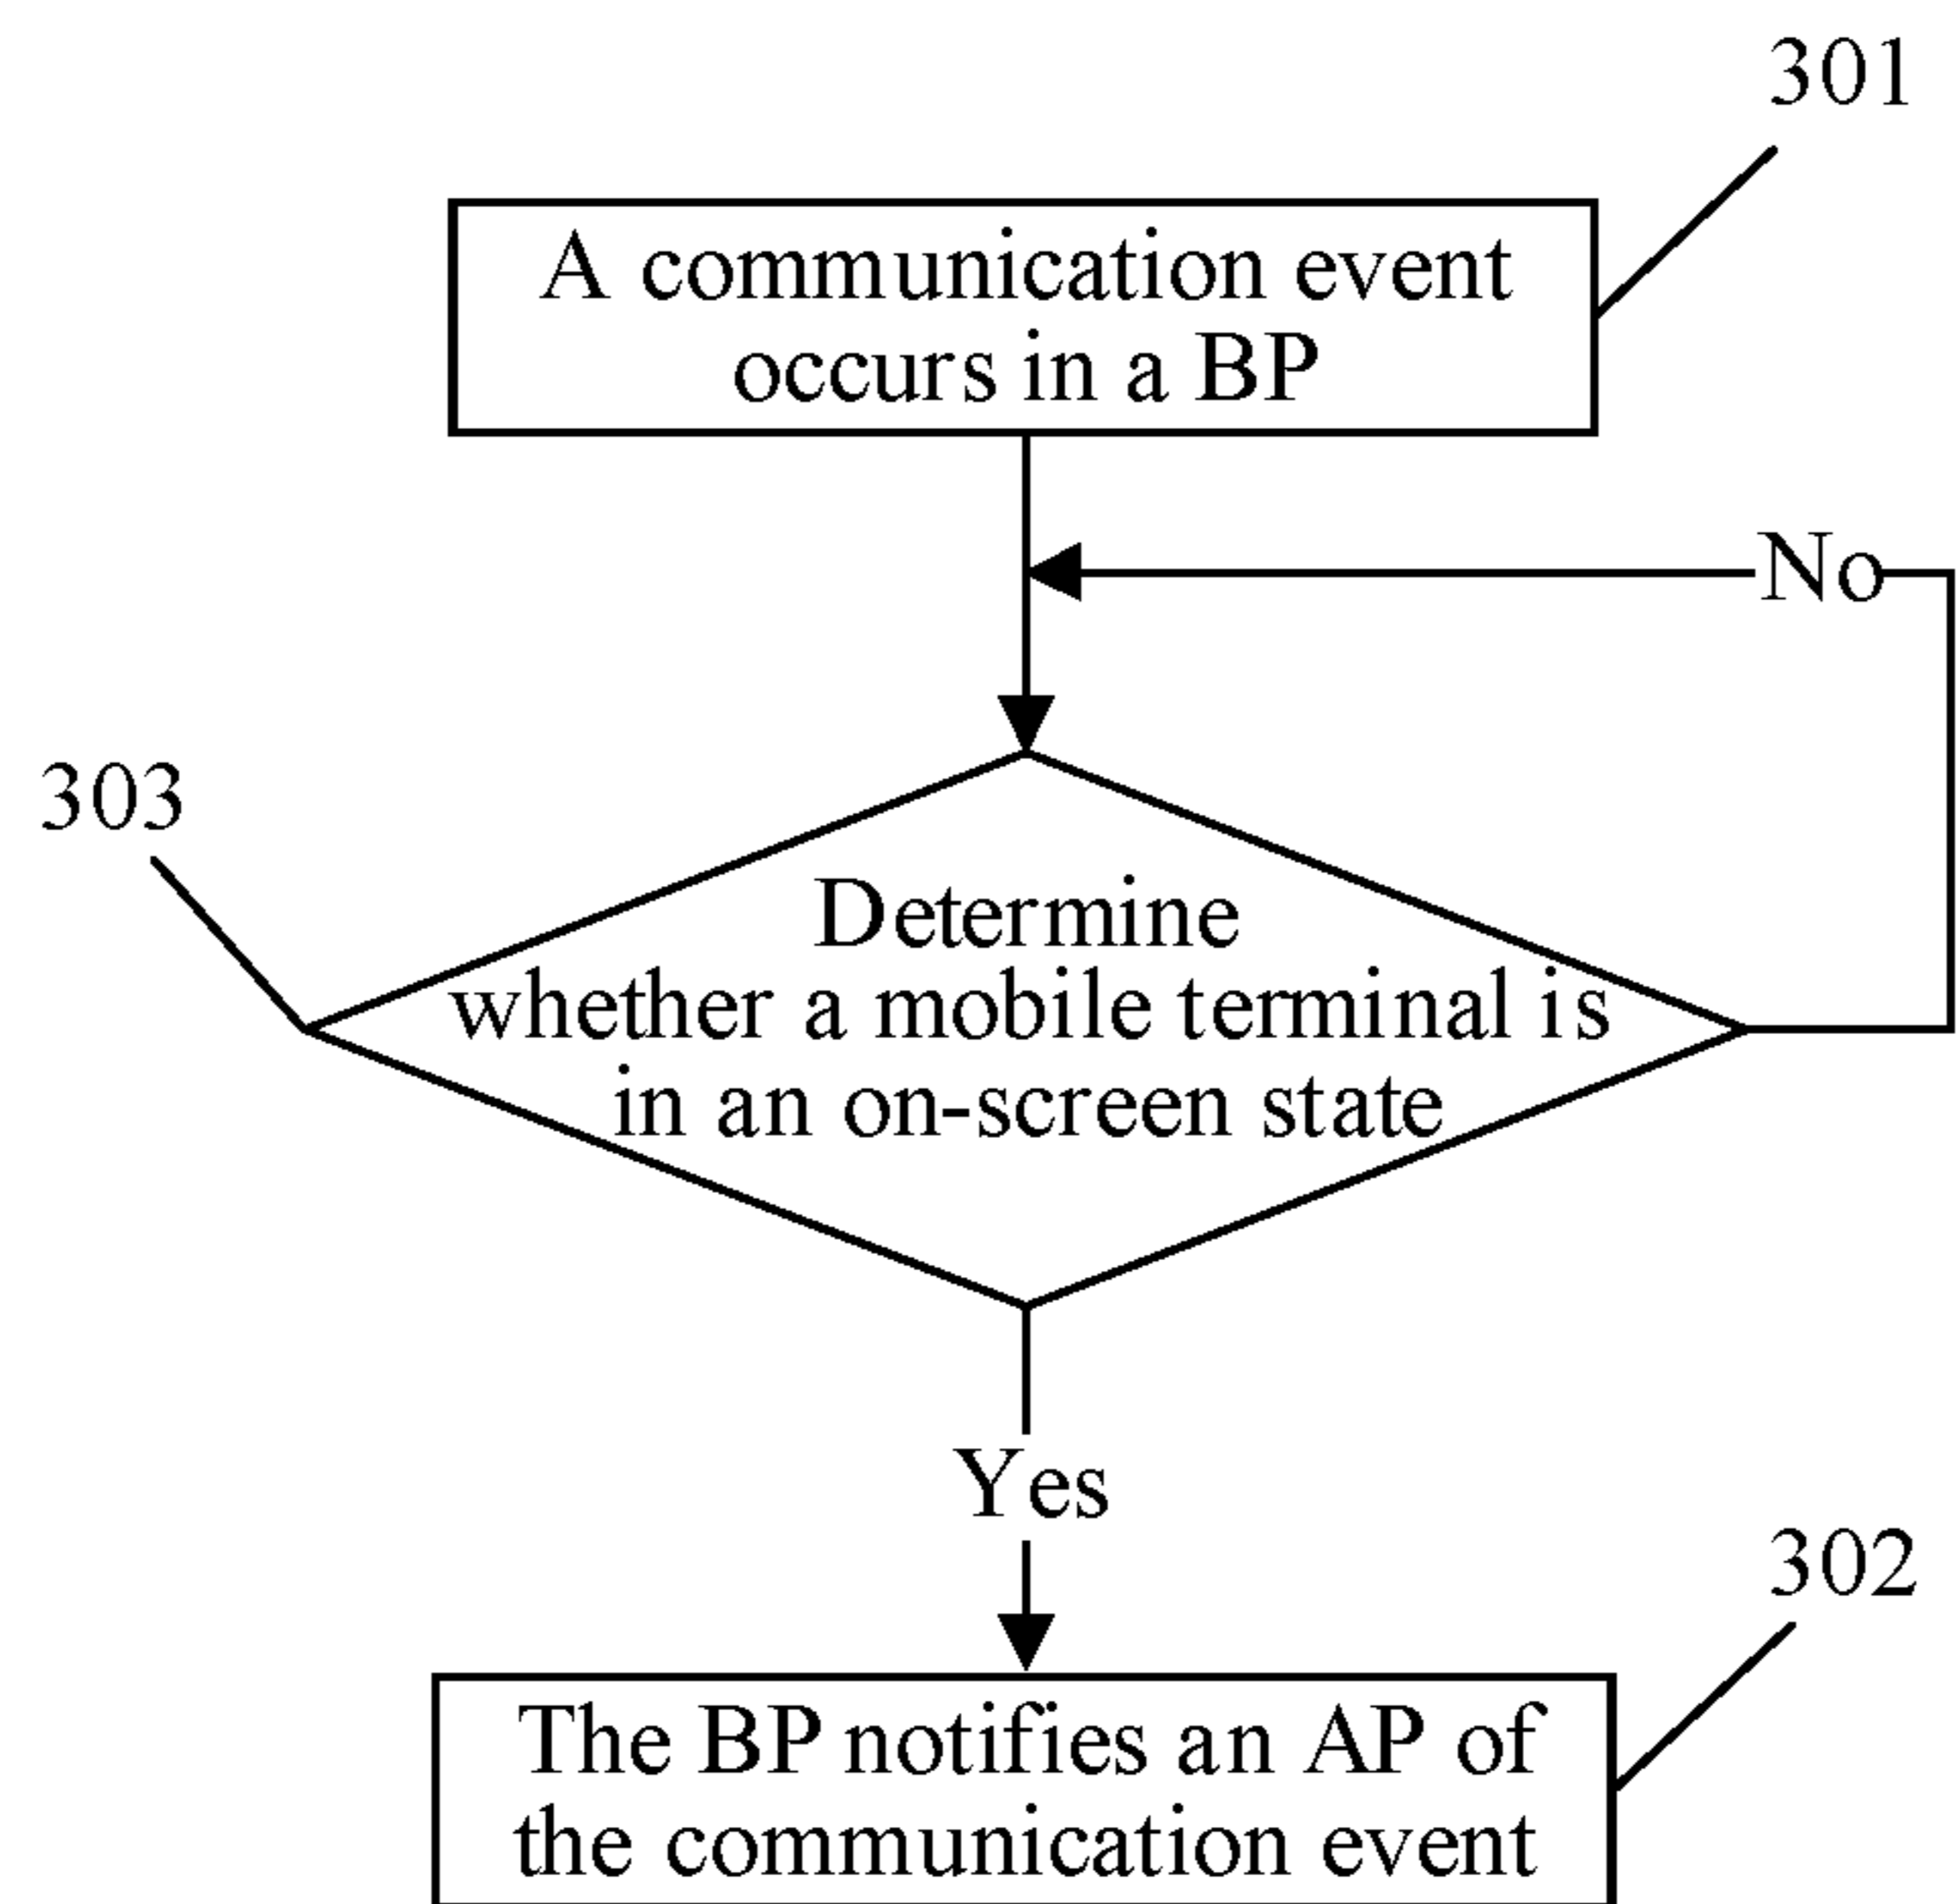 301
A communication event
occurs in a BP
No
303
Determine
whether a mobile terminal is
in an on-screen state
Yes
302
The BP notifies an AP of
the communication event